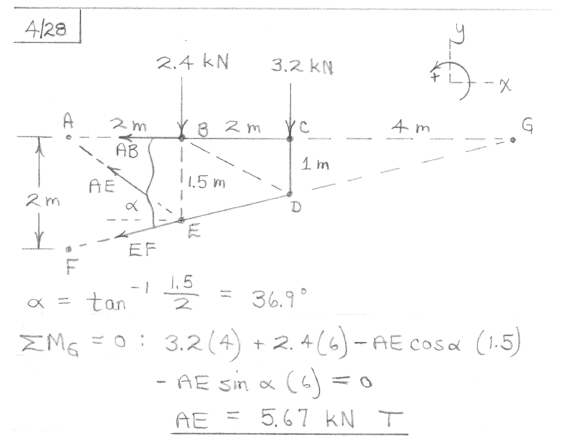 4/28
y
2.4 kN 3.2 kN
+
x
A 2 m B 2 m C 4 m G
AB
1 m
AE 1.5 m
2 m
α
D
E
EF
F
α = tan⁻¹ 1.5/2 = 36.9°
ΣM_G = 0 : 3.2(4) + 2.4(6) - AE cosα (1.5)
- AE sin α (6) = 0
AE = 5.67 kN T